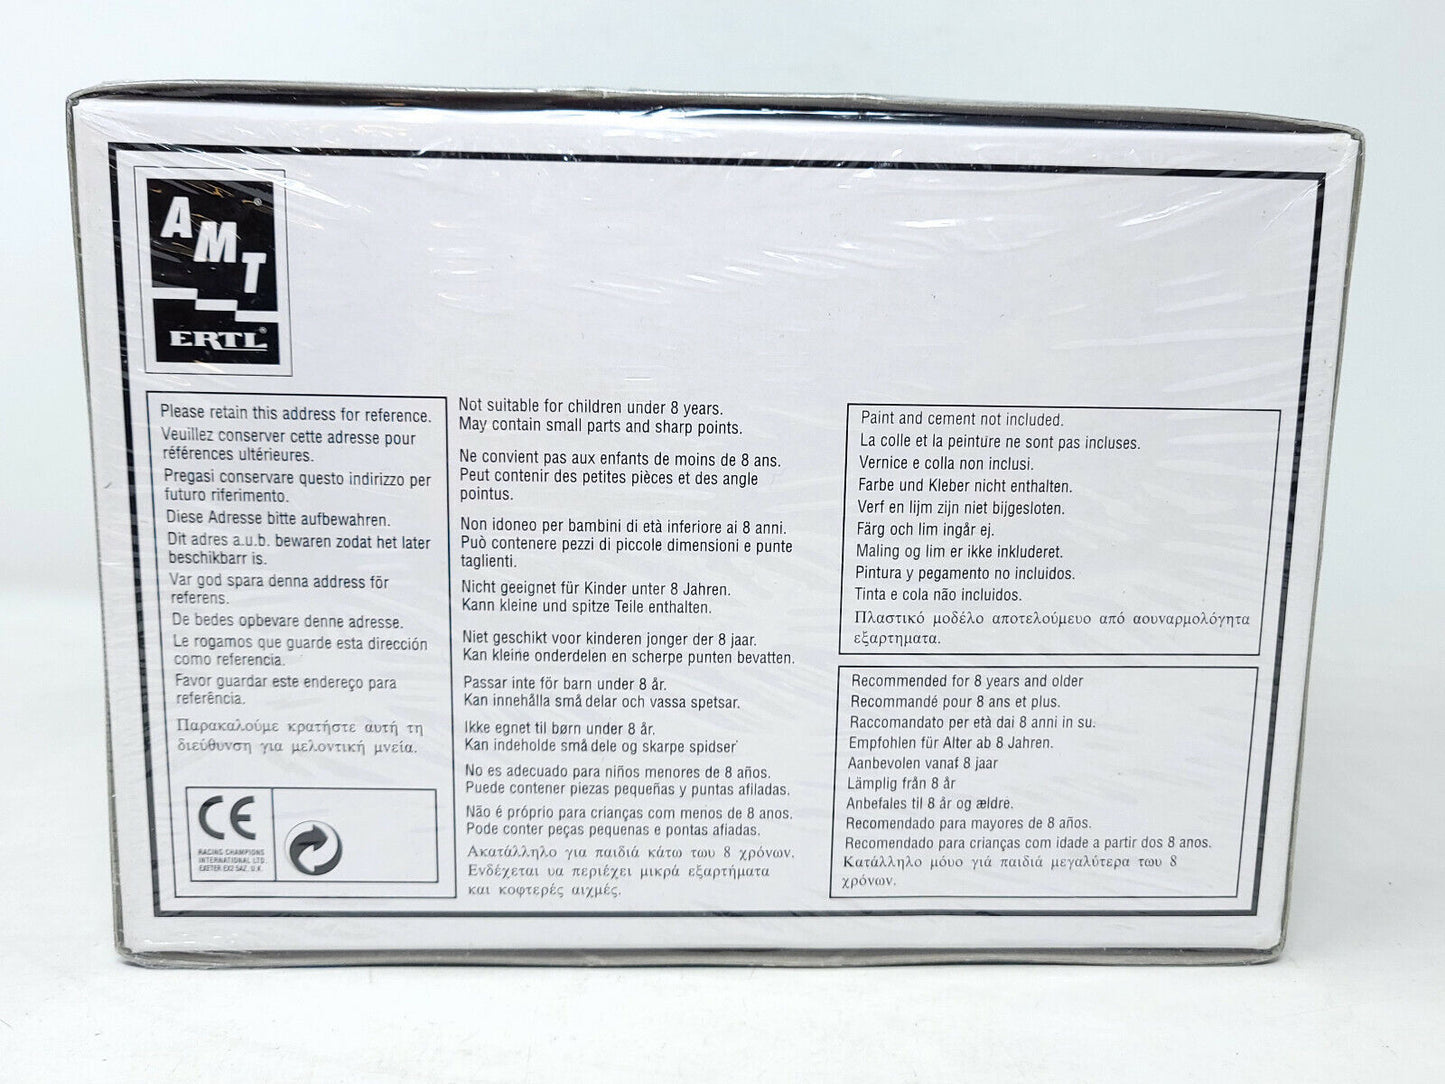 AMT®
ERTL®
Please retain this address for reference.
Veuillez conserver cette adresse pour
références ultérieures.
Pregasi conservare questo indirizzo per
futuro riferimento.
Diese Adresse bitte aufbewahren.
Dit adres a.u.b. bewaren zodat het later
beschikbarr is.
Var god spara denna address för
referens.
De bedes opbevare denne adresse.
Le rogamos que guarde esta dirección
como referencia.
Favor guardar este endereço para
referência.
Παρακαλούμε κρατήστε αυτή τη
διεύθυνση για μελοντική μνεία.
CE
RACING CHAMPIONS
INTERNATIONAL LTD.
EXETER EX2 5AZ, U.K.
Not suitable for children under 8 years.
May contain small parts and sharp points.
Ne convient pas aux enfants de moins de 8 ans.
Peut contenir des petites pièces et des angle
pointus.
Non idoneo per bambini di età inferiore ai 8 anni.
Può contenere pezzi di piccole dimensioni e punte
taglienti.
Nicht geeignet für Kinder unter 8 Jahren.
Kann kleine und spitze Teile enthalten.
Niet geschikt voor kinderen jonger der 8 jaar.
Kan kleine onderdelen en scherpe punten bevatten.
Passar inte för barn under 8 år.
Kan innehålla små delar och vassa spetsar.
Ikke egnet til børn under 8 år.
Kan indeholde små dele og skarpe spidser
No es adecuado para niños menores de 8 años.
Puede contener piezas pequeñas y puntas afiladas.
Não é próprio para crianças com menos de 8 anos.
Pode conter peças pequenas e pontas afiadas.
Ακατάλληλο για παιδιά κάτω του 8 χρόνων.
Ενδέχεται υα περιέχει μικρά εξαρτήματα
και κοφτερές αιχμές.
Paint and cement not included.
La colle et la peinture ne sont pas incluses.
Vernice e colla non inclusi.
Farbe und Kleber nicht enthalten.
Verf en lijm zijn niet bijgesloten.
Färg och lim ingår ej.
Maling og lim er ikke inkluderet.
Pintura y pegamento no incluidos.
Tinta e cola não incluidos.
Πλαστικό μοδέλο αποτελούμευο από αουναρμολόγητα
εξαρτηματα.
Recommended for 8 years and older
Recommandé pour 8 ans et plus.
Raccomandato per età dai 8 anni in su.
Empfohlen für Alter ab 8 Jahren.
Aanbevolen vanaf 8 jaar
Lämplig från 8 år
Anbefales til 8 år og ældre.
Recomendado para mayores de 8 años.
Recomendado para crianças com idade a partir dos 8 anos.
Κατάλληλο μόυο γιά παιδιά μεγαλύτερα του 8
χρόνων.